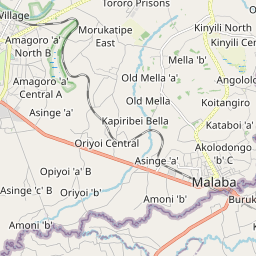 Village
Tororo Prisons
Morukatipe
East
Kinyili North
Kinyili Cen
Amagoro 'a'
North B
Mella 'b'
Old Mella 'a'
Angololo
Amagoro 'a'
Central A
Old Mella
Koitangiro
Asinge 'a'
Kapiribei Bella
Kataboi 'a'
Oriyoi Central
Akolodongo
'b' C
Asinge 'a'
Opiyoi 'a' B
Malaba
Asinge 'c' B
Oriyoi 'b'
Amoni 'b'
Buruk
Amoni 'b'